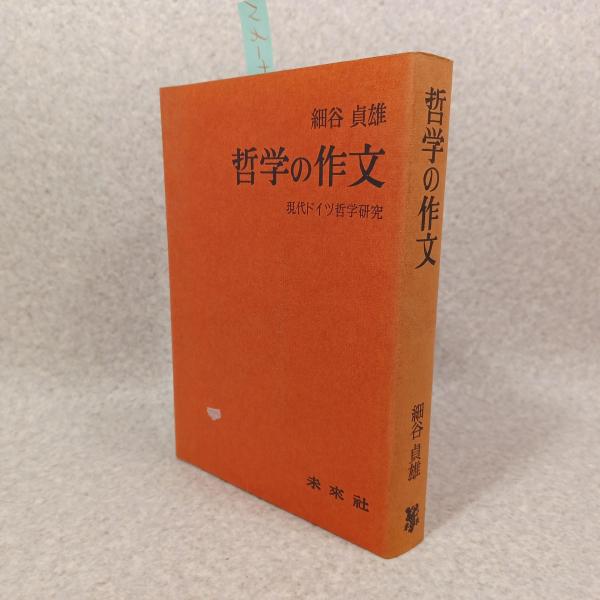 細谷 貞雄
哲学の作文
現代ドイツ哲学研究
未來社
哲学の作文
細谷 貞雄